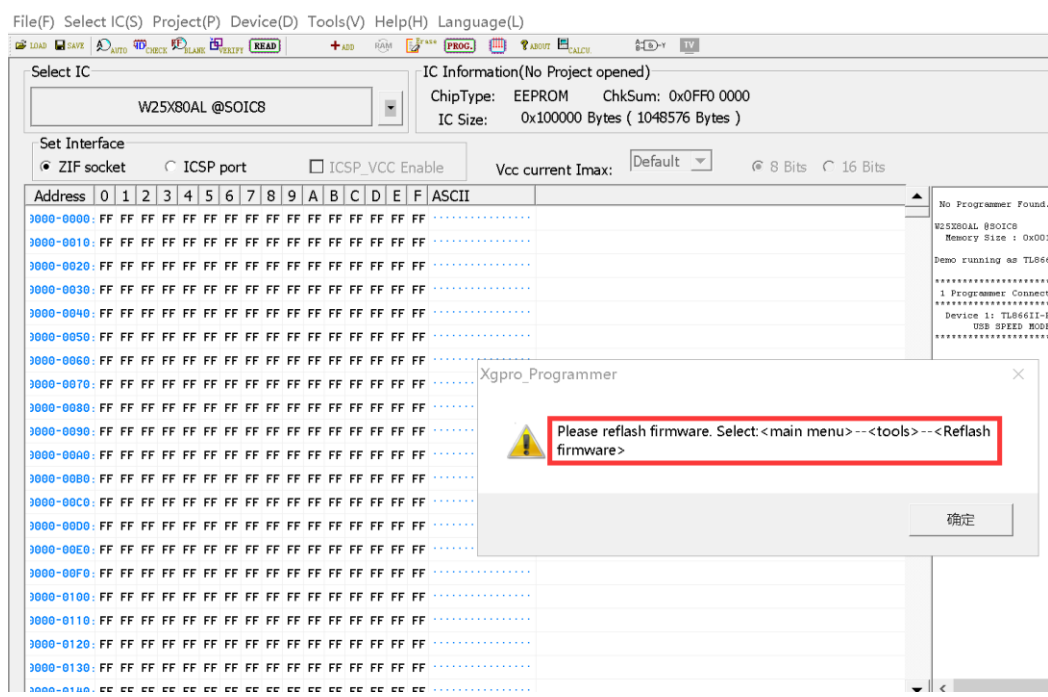 File(F) Select IC(S) Project(P) Device(D) Tools(V) Help(H) Language(L)
LOAD SAVE AUTO CHECK BLANK VERIFY READ ADD RAM Erase PROG. ABOUT CALCU. TV
Select IC
W25X80AL @SOIC8
IC Information(No Project opened)
ChipType: EEPROM ChkSum: 0x0FF0 0000
IC Size: 0x100000 Bytes ( 1048576 Bytes )
Set Interface
ZIF socket ICSP port ICSP_VCC Enable
Vcc current Imax: Default 8 Bits 16 Bits
Address 0 1 2 3 4 5 6 7 8 9 A B C D E F ASCII
0000-0000: FF FF FF FF FF FF FF FF FF FF FF FF FF FF FF FF ················
0000-0010: FF FF FF FF FF FF FF FF FF FF FF FF FF FF FF FF ················
0000-0020: FF FF FF FF FF FF FF FF FF FF FF FF FF FF FF FF ················
0000-0030: FF FF FF FF FF FF FF FF FF FF FF FF FF FF FF FF ················
0000-0040: FF FF FF FF FF FF FF FF FF FF FF FF FF FF FF FF ················
0000-0050: FF FF FF FF FF FF FF FF FF FF FF FF FF FF FF FF ················
0000-0060: FF FF FF FF FF FF FF FF FF FF FF FF FF FF FF FF
0000-0070: FF FF FF FF FF FF FF FF FF FF FF FF FF FF FF FF
0000-0080: FF FF FF FF FF FF FF FF FF FF FF FF FF FF FF FF
0000-0090: FF FF FF FF FF FF FF FF FF FF FF FF FF FF FF FF
0000-00A0: FF FF FF FF FF FF FF FF FF FF FF FF FF FF FF FF
0000-00B0: FF FF FF FF FF FF FF FF FF FF FF FF FF FF FF FF
0000-00C0: FF FF FF FF FF FF FF FF FF FF FF FF FF FF FF FF
0000-00D0: FF FF FF FF FF FF FF FF FF FF FF FF FF FF FF FF
0000-00E0: FF FF FF FF FF FF FF FF FF FF FF FF FF FF FF FF
0000-00F0: FF FF FF FF FF FF FF FF FF FF FF FF FF FF FF FF ················
0000-0100: FF FF FF FF FF FF FF FF FF FF FF FF FF FF FF FF ················
0000-0110: FF FF FF FF FF FF FF FF FF FF FF FF FF FF FF FF ················
0000-0120: FF FF FF FF FF FF FF FF FF FF FF FF FF FF FF FF ················
0000-0130: FF FF FF FF FF FF FF FF FF FF FF FF FF FF FF FF ················
0000-0140: FF FF FF FF FF FF FF FF FF FF FF FF FF FF FF FF
No Programmer Found.
W25X80AL @SOIC8
Memory Size : 0x001
Demo running as TL866
*********************
1 Programmer Connect
*********************
Device 1: TL866II-
USB SPEED MODE
*********************
Xgpro_Programmer
Please reflash firmware. Select:<main menu>--<tools>--<Reflash
firmware>
确定